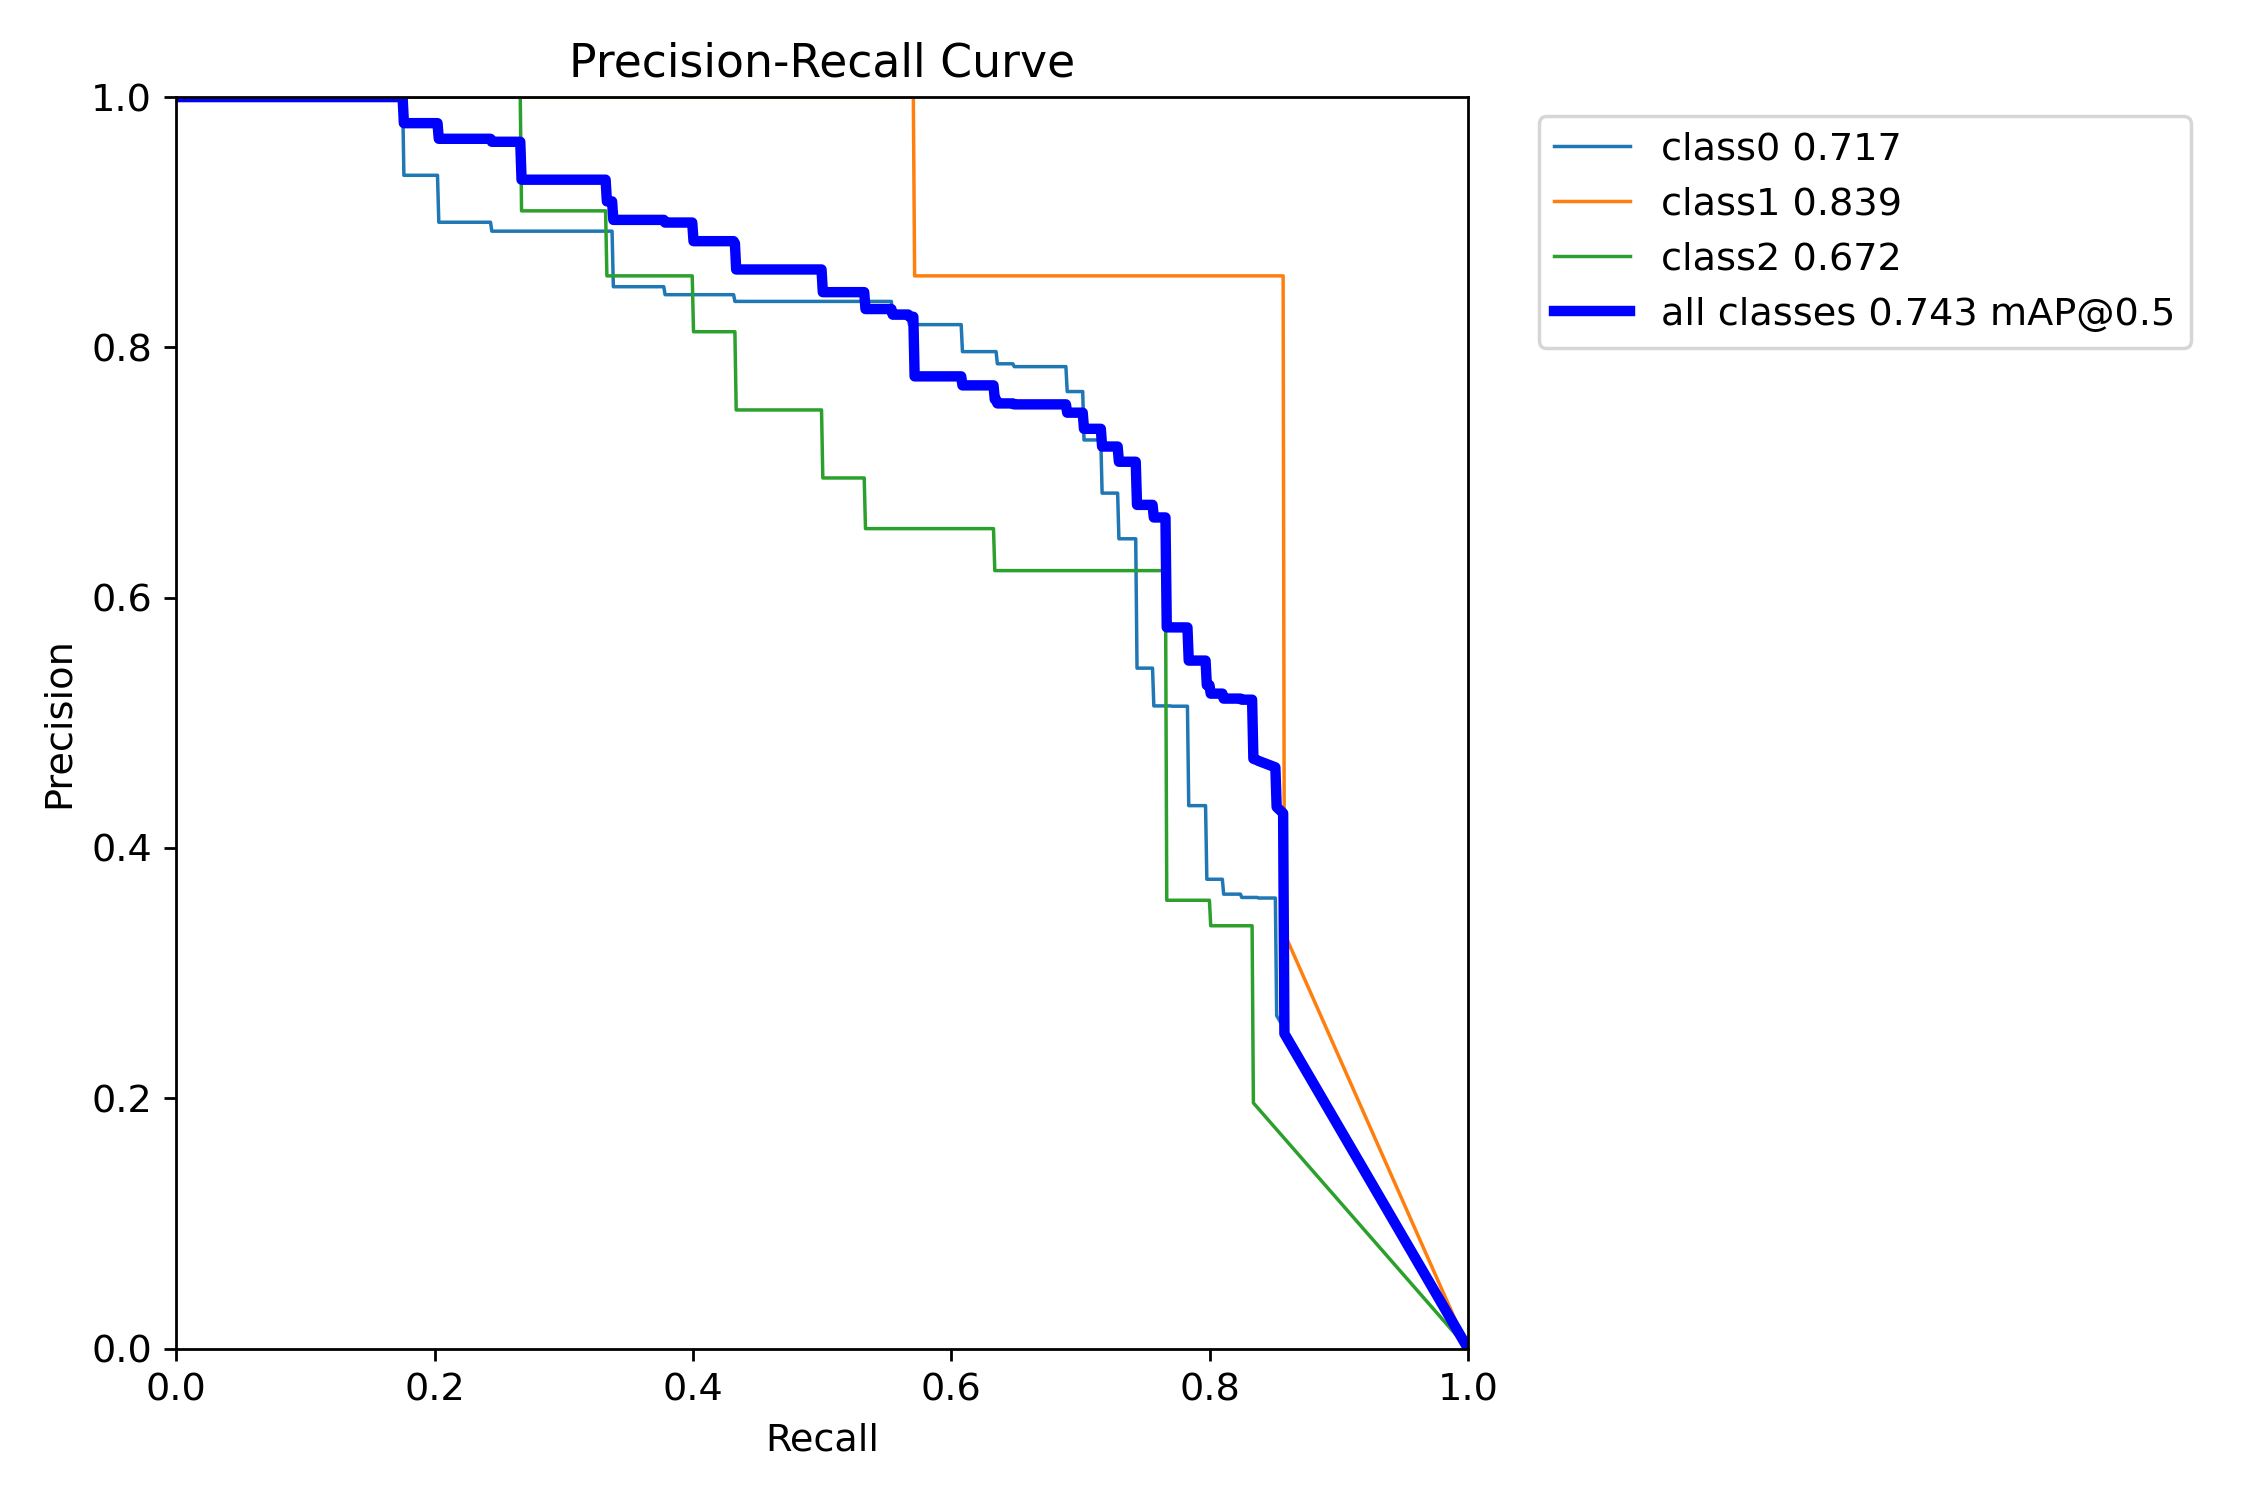 Precision-Recall Curve
1.0
0.8
0.6
0.4
0.2
0.0
Precision
0.0 0.2 0.4 0.6 0.8 1.0
Recall
class0 0.717
class1 0.839
class2 0.672
all classes 0.743 mAP@0.5